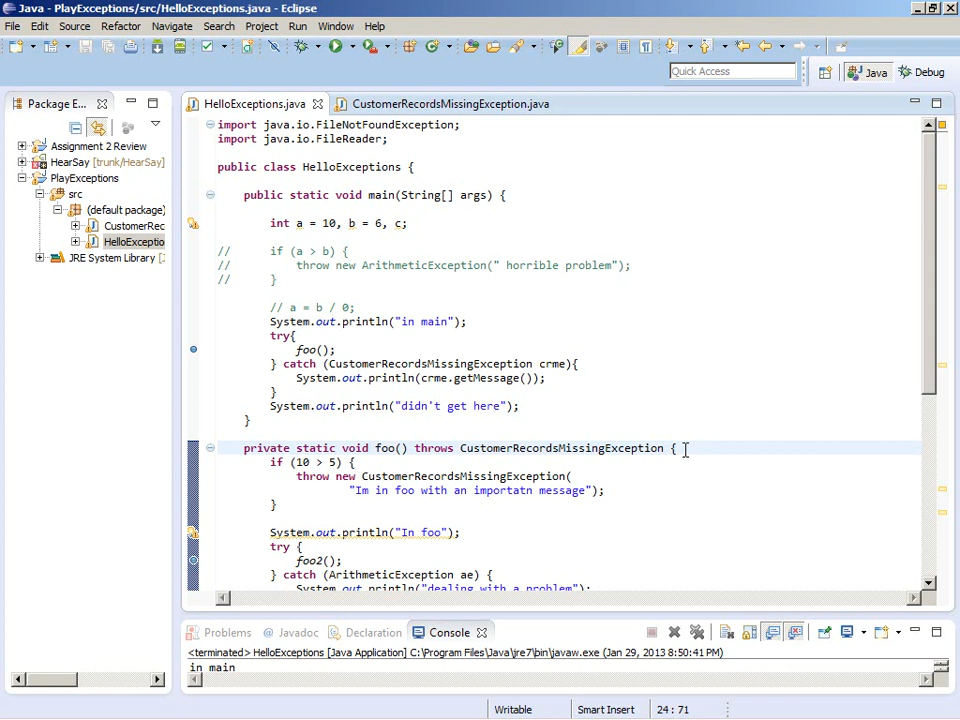 Java - PlayExceptions/src/HelloExceptions.java - Eclipse
File Edit Source Refactor Navigate Search Project Run Window Help
Quick Access
Java
Debug
Package E...
HelloExceptions.java
CustomerRecordsMissingException.java
Assignment 2 Review
HearSay [trunk/HearSay]
PlayExceptions
src
(default package)
CustomerRec
HelloExceptio
JRE System Library [
import java.io.FileNotFoundException;
import java.io.FileReader;
public class HelloExceptions {
public static void main(String[] args) {
int a = 10, b = 6, c;
// if (a > b) {
// throw new ArithmeticException(" horrible problem");
// }
// a = b / 0;
System.out.println("in main");
try{
foo();
} catch (CustomerRecordsMissingException crme){
System.out.println(crme.getMessage());
}
System.out.println("didn't get here");
}
private static void foo() throws CustomerRecordsMissingException {
if (10 > 5) {
throw new CustomerRecordsMissingException(
"Im in foo with an importatn message");
}
System.out.println("In foo");
try {
foo2();
} catch (ArithmeticException ae) {
System.out.println("dealing with a problem");
Problems
Javadoc
Declaration
Console
<terminated> HelloExceptions [Java Application] C:\Program Files\Java\jre7\bin\javaw.exe (Jan 29, 2013 8:50:41 PM)
in main
Writable
Smart Insert
24 : 71